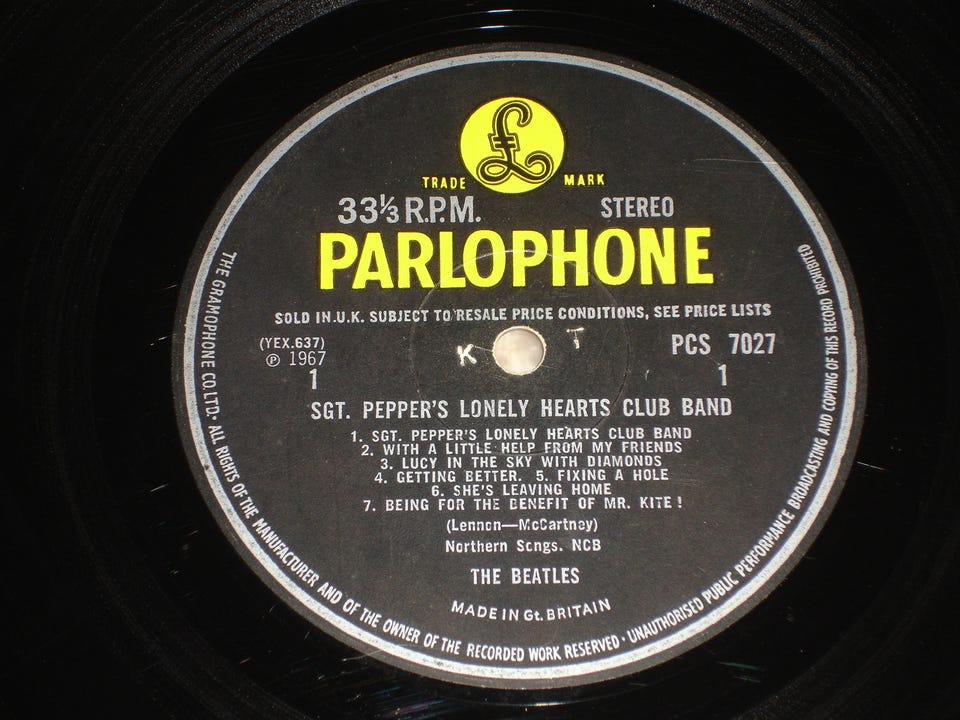 £
TRADE MARK
33⅓ R.P.M. STEREO
PARLOPHONE
SOLD IN U.K. SUBJECT TO RESALE PRICE CONDITIONS, SEE PRICE LISTS
(YEX.637)
℗ 1967
K T
PCS 7027
1 1
SGT. PEPPER'S LONELY HEARTS CLUB BAND
1. SGT. PEPPER'S LONELY HEARTS CLUB BAND
2. WITH A LITTLE HELP FROM MY FRIENDS
3. LUCY IN THE SKY WITH DIAMONDS
4. GETTING BETTER. 5. FIXING A HOLE
6. SHE'S LEAVING HOME
7. BEING FOR THE BENEFIT OF MR. KITE!
(Lennon—McCartney)
Northern Songs. NCB
THE BEATLES
MADE IN Gt. BRITAIN
THE GRAMOPHONE CO. LTD. · ALL RIGHTS OF THE MANUFACTURER AND OF THE OWNER OF THE RECORDED WORK RESERVED · UNAUTHORISED PUBLIC PERFORMANCE BROADCASTING AND COPYING OF THIS RECORD PROHIBITED